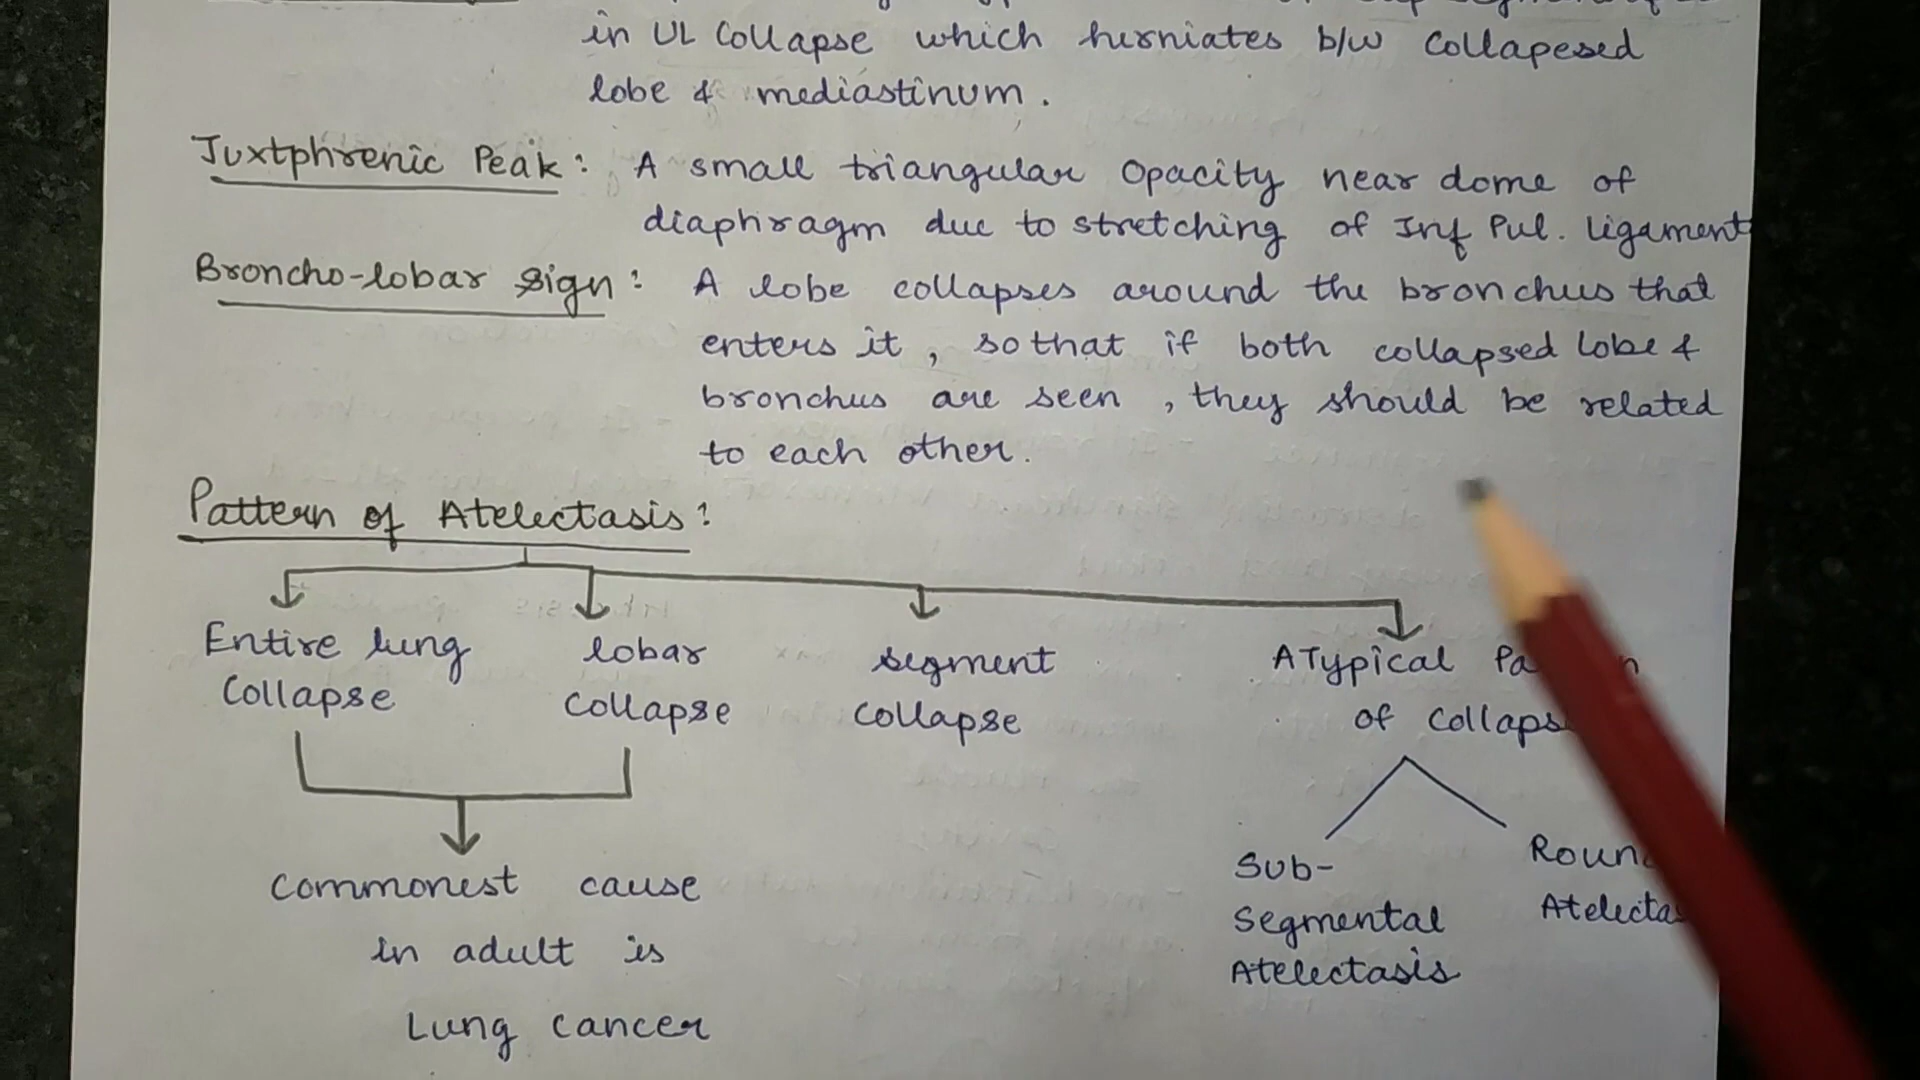 in UL Collapse which herniates b/w Collapesed
lobe & mediastinum.
Juxtphrenic Peak: A small triangular Opacity near dome of
diaphragm due to stretching of Inf Pul. ligament
Broncho-lobar Sign: A lobe collapses around the bronchus that
enters it, so that if both collapsed lobe &
bronchus are seen, they should be related
to each other.
Pattern of Atelectasis:
Entire lung
Collapse
lobar
Collapse
segment
Collapse
ATypical
of Collaps
Commonest cause
in adult is
Lung cancer
Sub-
Segmental
Atelectasis
Roun
Atelecta